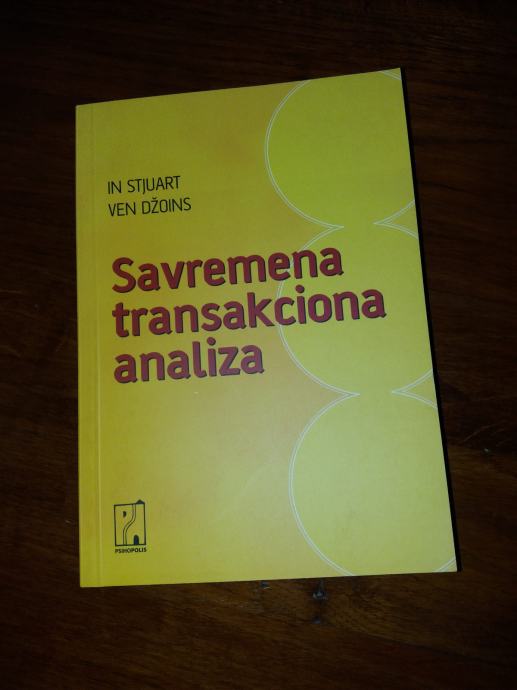 IN STJUART
VEN DŽOINS
Savremena
transakciona
analiza
PSIHOPOLIS